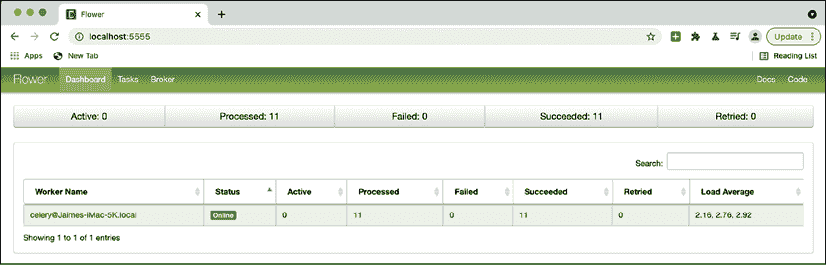 Flower
localhost:5555
Update
Apps
New Tab
Reading List
Flower Dashboard Tasks Broker Docs Code
Active: 0 Processed: 11 Failed: 0 Succeeded: 11 Retried: 0
Search:
Worker Name Status Active Processed Failed Succeeded Retried Load Average
celery@Jaimes-iMac-5K.local Online 0 11 0 11 0 2.16, 2.76, 2.92
Showing 1 to 1 of 1 entries